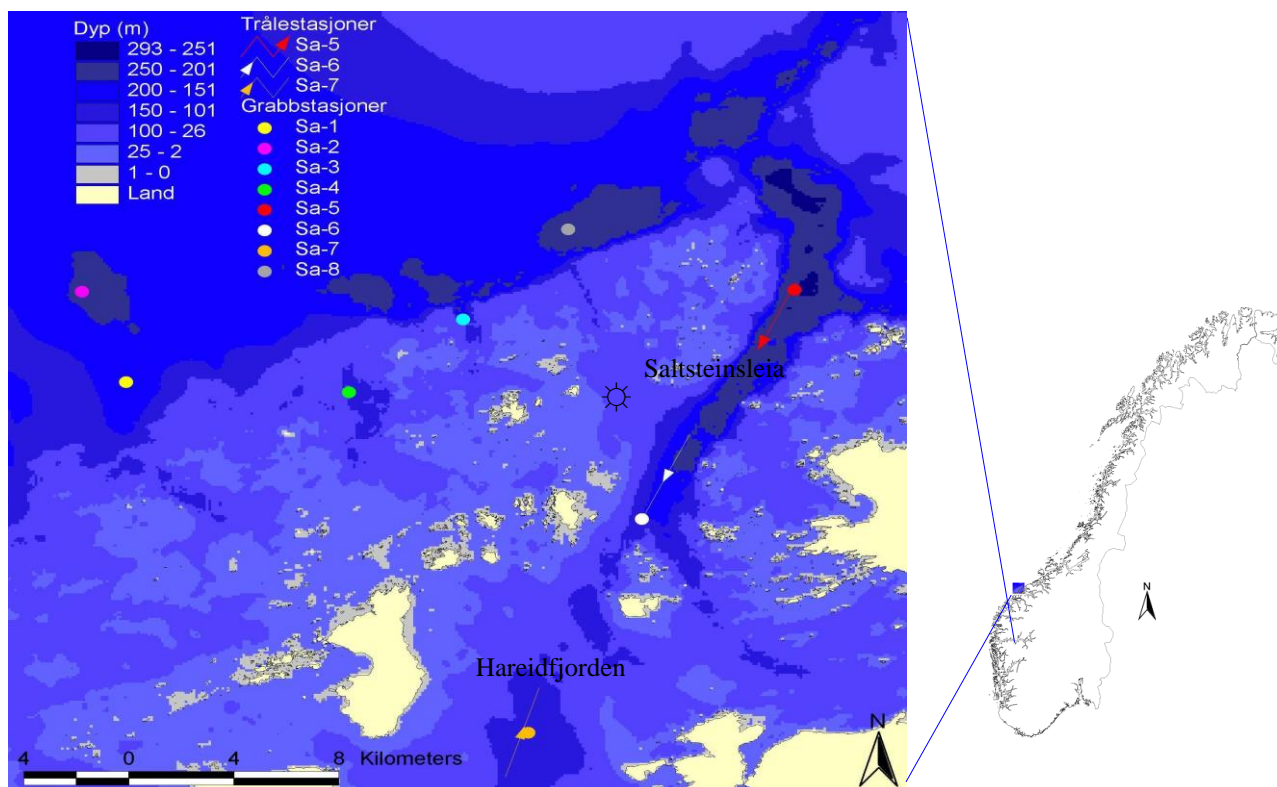 Dyp (m)
293 - 251
250 - 201
200 - 151
150 - 101
100 - 26
25 - 2
1 - 0
Land
Trålestasjoner
Sa-5
Sa-6
Sa-7
Grabbstasjoner
Sa-1
Sa-2
Sa-3
Sa-4
Sa-5
Sa-6
Sa-7
Sa-8
Saltsteinsleia
Hareidfjorden
4 0 4 8 Kilometers
N
N